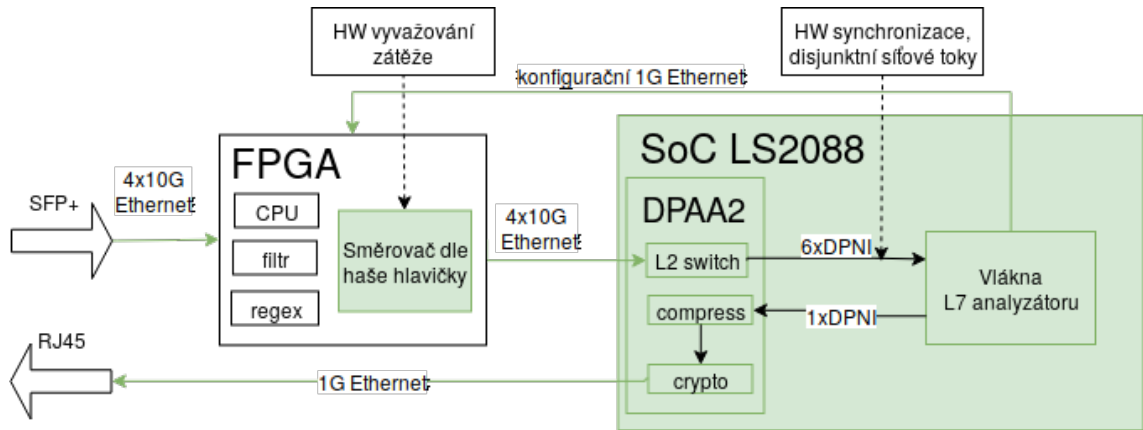 HW vyvažování
zátěže
HW synchronizace,
disjunktní síťové toky
konfigurační 1G Ethernet
SoC LS2088
FPGA
4x10G
Ethernet
SFP+
CPU
filtr
regex
Směrovač dle
haše hlavičky
4x10G
Ethernet
DPAA2
L2 switch
6xDPNI
Vlákna
L7 analyzátoru
compress
1xDPNI
crypto
RJ45
1G Ethernet